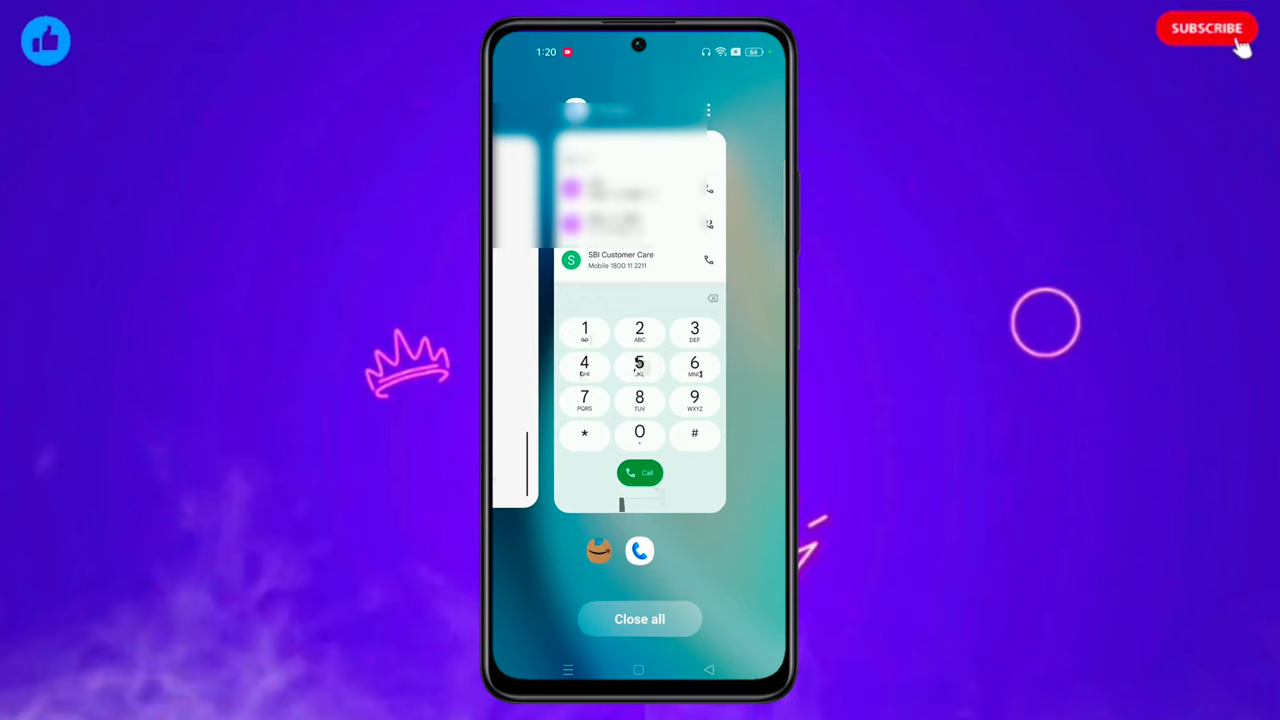 SUBSCRIBE
1:20
64
SBI Customer Care
Mobile 1800 11 2211
1 2 3
ABC DEF
4 5 6
GHI JKL MNO
7 8 9
PQRS TUV WXYZ
* 0 #
Call
Close all